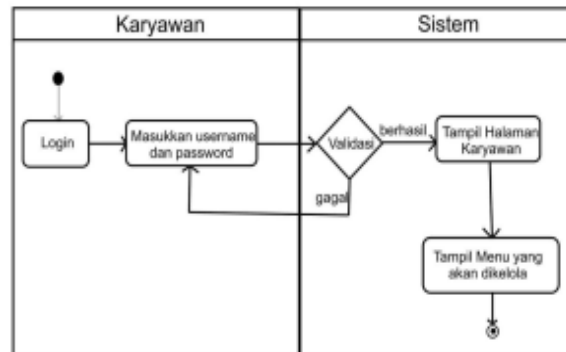 Karyawan
Sistem
Login
Masukkan username
dan password
Validasi
berhasil
gagal
Tampil Halaman
Karyawan
Tampil Menu yang
akan dikelola